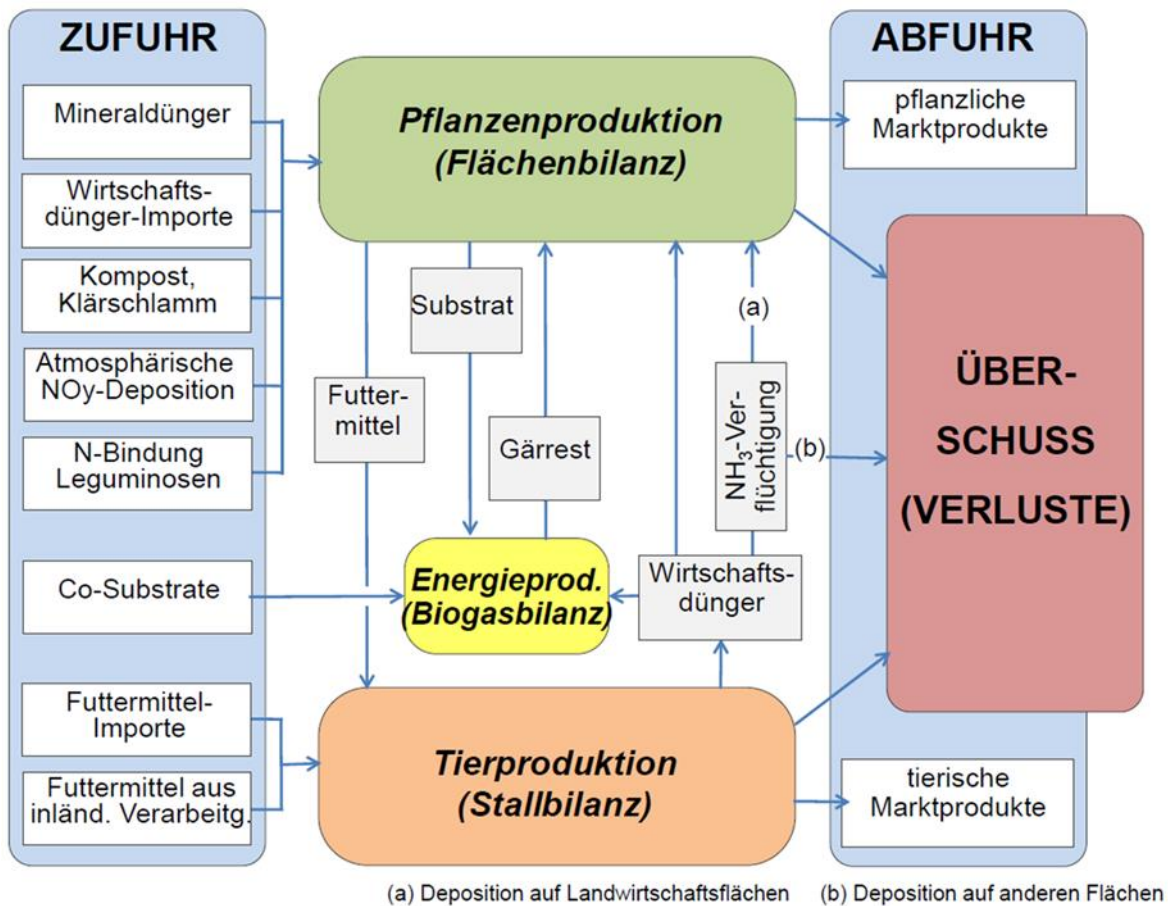 ZUFUHR
Mineraldünger
Wirtschafts-
dünger-Importe
Kompost,
Klärschlamm
Atmosphärische
NOy-Deposition
N-Bindung
Leguminosen
Co-Substrate
Futtermittel-
Importe
Futtermittel aus
inländ. Verarbeitg.
Pflanzenproduktion
(Flächenbilanz)
Substrat
Futter-
mittel
Gärrest
(a)
NH₃-Ver-
flüchtigung
(b)
Energieprod.
(Biogasbilanz)
Wirtschafts-
dünger
Tierproduktion
(Stallbilanz)
ABFUHR
pflanzliche
Marktprodukte
ÜBER-
SCHUSS
(VERLUSTE)
tierische
Marktprodukte
(a) Deposition auf Landwirtschaftsflächen (b) Deposition auf anderen Flächen